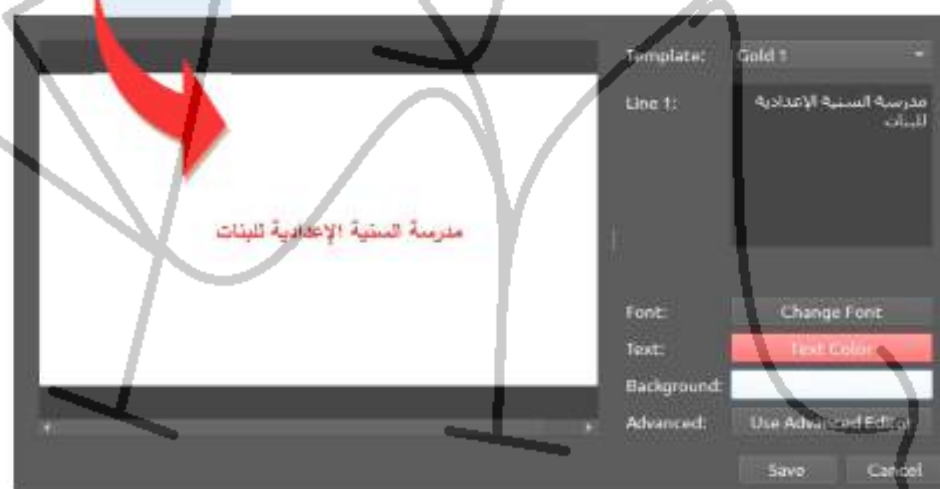 Template: Gold 1
Line 1: مدرسة السنية الإعدادية
للبنات
مدرسة السنية الإعدادية للبنات
Font: Change Font
Text: Text Color
Background:
Advanced: Use Advanced Editor
Save Cancel